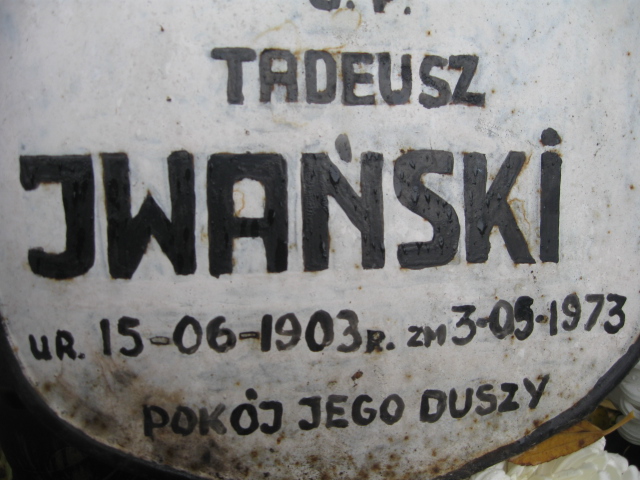 Ś.P.
TADEUSZ
JWAŃSKi
UR. 15-06-1903R. ZM 3-05-1973
POKÓJ JEGO DUSZY